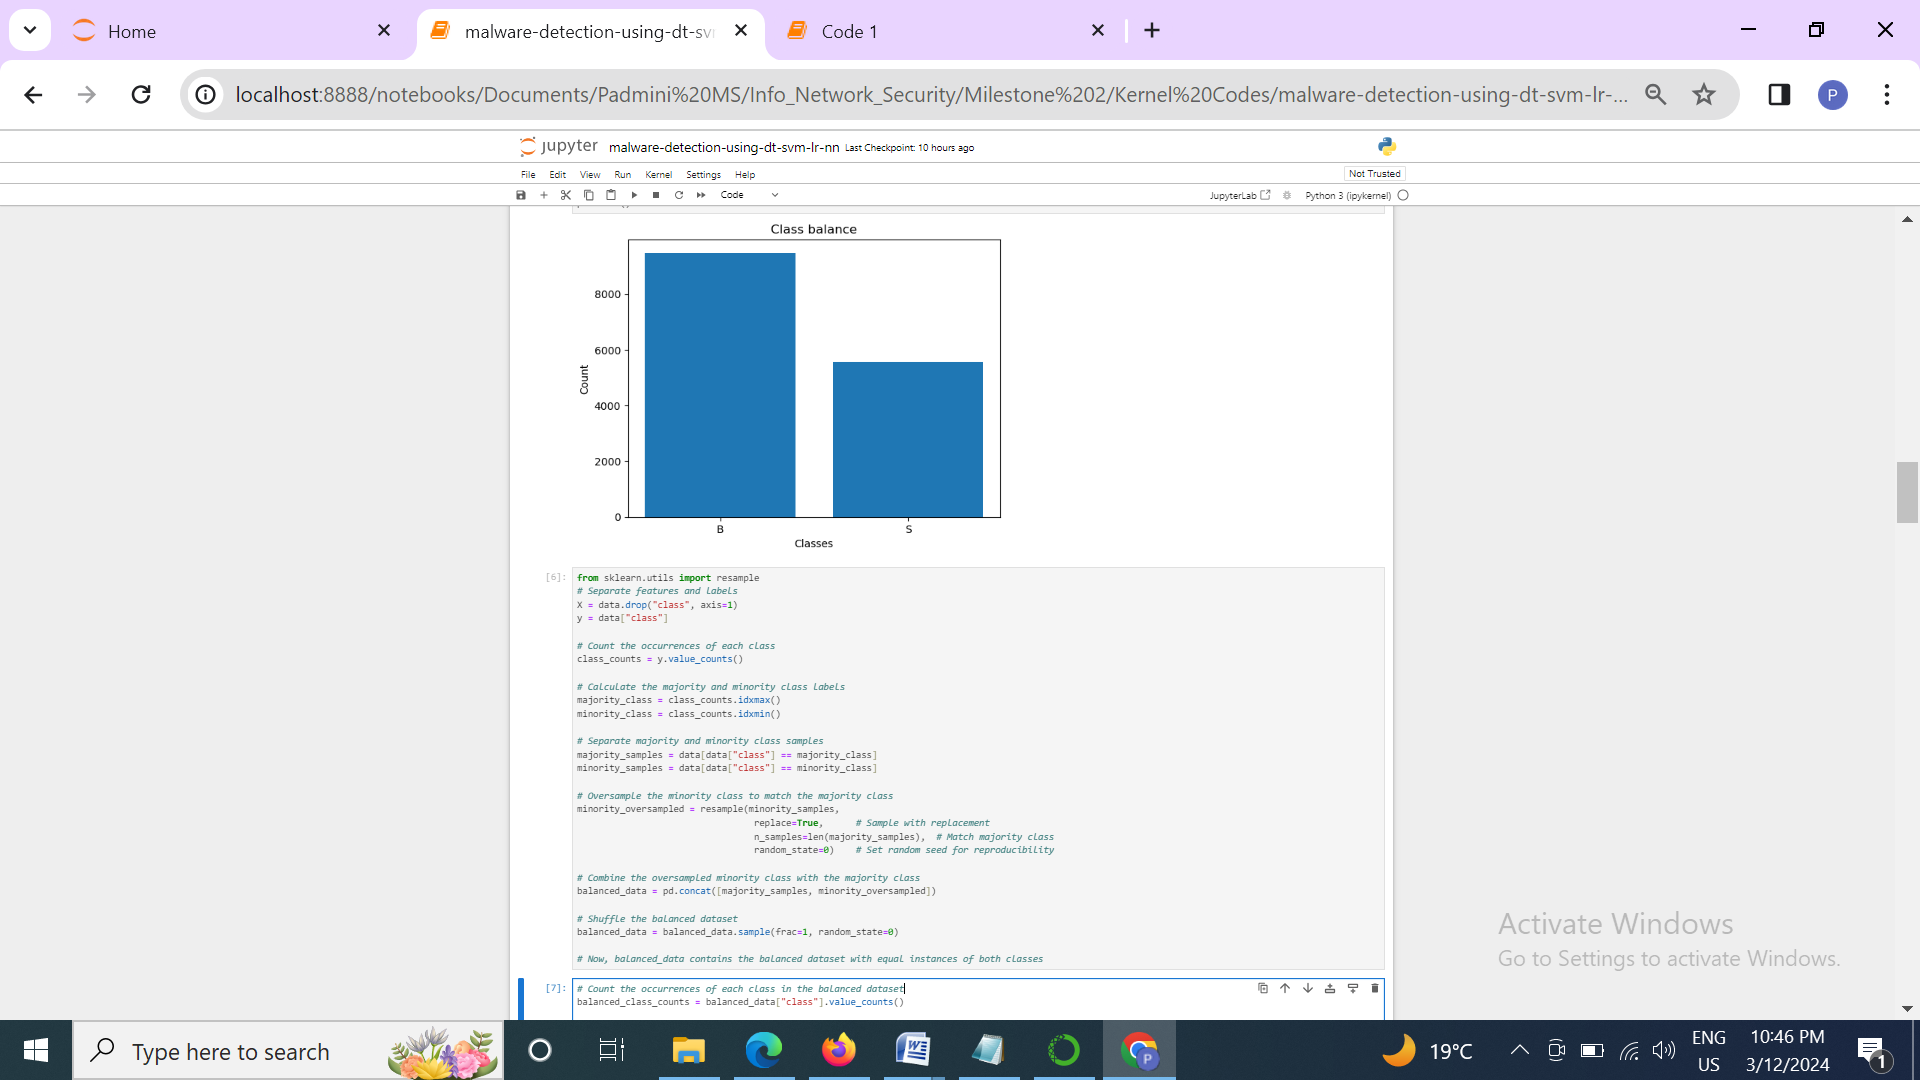 Home
malware-detection-using-dt-sv
Code 1
localhost:8888/notebooks/Documents/Padmini%20MS/Info_Network_Security/Milestone%202/Kernel%20Codes/malware-detection-using-dt-svm-lr-...
P
jupyter malware-detection-using-dt-svm-lr-nn Last Checkpoint: 10 hours ago
File Edit View Run Kernel Settings Help
Not Trusted
Code
JupyterLab
Python 3 (ipykernel)
Class balance
8000
6000
4000
2000
0
Count
B
S
Classes
[6]:
from sklearn.utils import resample
# Separate features and labels
X = data.drop("class", axis=1)
y = data["class"]
# Count the occurrences of each class
class_counts = y.value_counts()
# Calculate the majority and minority class labels
majority_class = class_counts.idxmax()
minority_class = class_counts.idxmin()
# Separate majority and minority class samples
majority_samples = data[data["class"] == majority_class]
minority_samples = data[data["class"] == minority_class]
# Oversample the minority class to match the majority class
minority_oversampled = resample(minority_samples,
replace=True, # Sample with replacement
n_samples=len(majority_samples), # Match majority class
random_state=0) # Set random seed for reproducibility
# Combine the oversampled minority class with the majority class
balanced_data = pd.concat([majority_samples, minority_oversampled])
# Shuffle the balanced dataset
balanced_data = balanced_data.sample(frac=1, random_state=0)
# Now, balanced_data contains the balanced dataset with equal instances of both classes
[7]:
# Count the occurrences of each class in the balanced dataset
balanced_class_counts = balanced_data["class"].value_counts()
Activate Windows
Go to Settings to activate Windows.
Type here to search
P
19°C
ENG
US
10:46 PM
3/12/2024
1